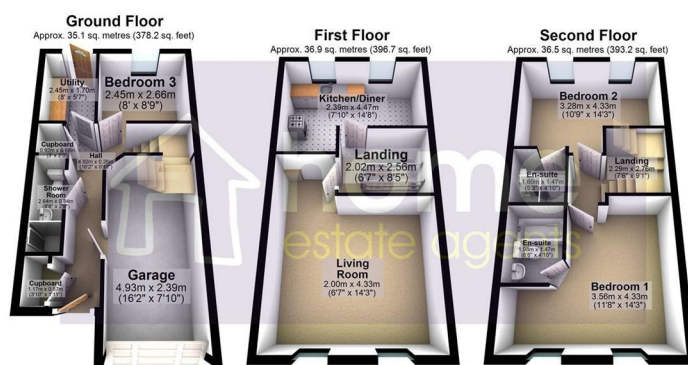 Ground Floor
Approx. 35.1 sq. metres (378.2 sq. feet)
Utility
2.45m x 1.70m
(8' x 5'7")
Bedroom 3
2.45m x 2.66m
(8' x 8'9")
Cupboard
Hall
Shower
Room
Cupboard
Garage
4.93m x 2.39m
(16'2" x 7'10")
First Floor
Approx. 36.9 sq. metres (396.7 sq. feet)
Kitchen/Diner
2.39m x 4.47m
(7'10" x 14'8")
Landing
2.02m x 2.56m
(6'7" x 8'5")
Living
Room
2.00m x 4.33m
(6'7" x 14'3")
Second Floor
Approx. 36.5 sq. metres (393.2 sq. feet)
Bedroom 2
3.28m x 4.33m
(10'9" x 14'3")
Landing
(7'6" x 9'1")
En-suite
En-suite
Bedroom 1
3.56m x 4.33m
(11'8" x 14'3")
home
estate agents